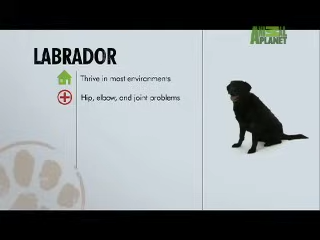 ANIMAL
PLANET
LABRADOR
Thrive in most environments
Hip, elbow, and joint problems